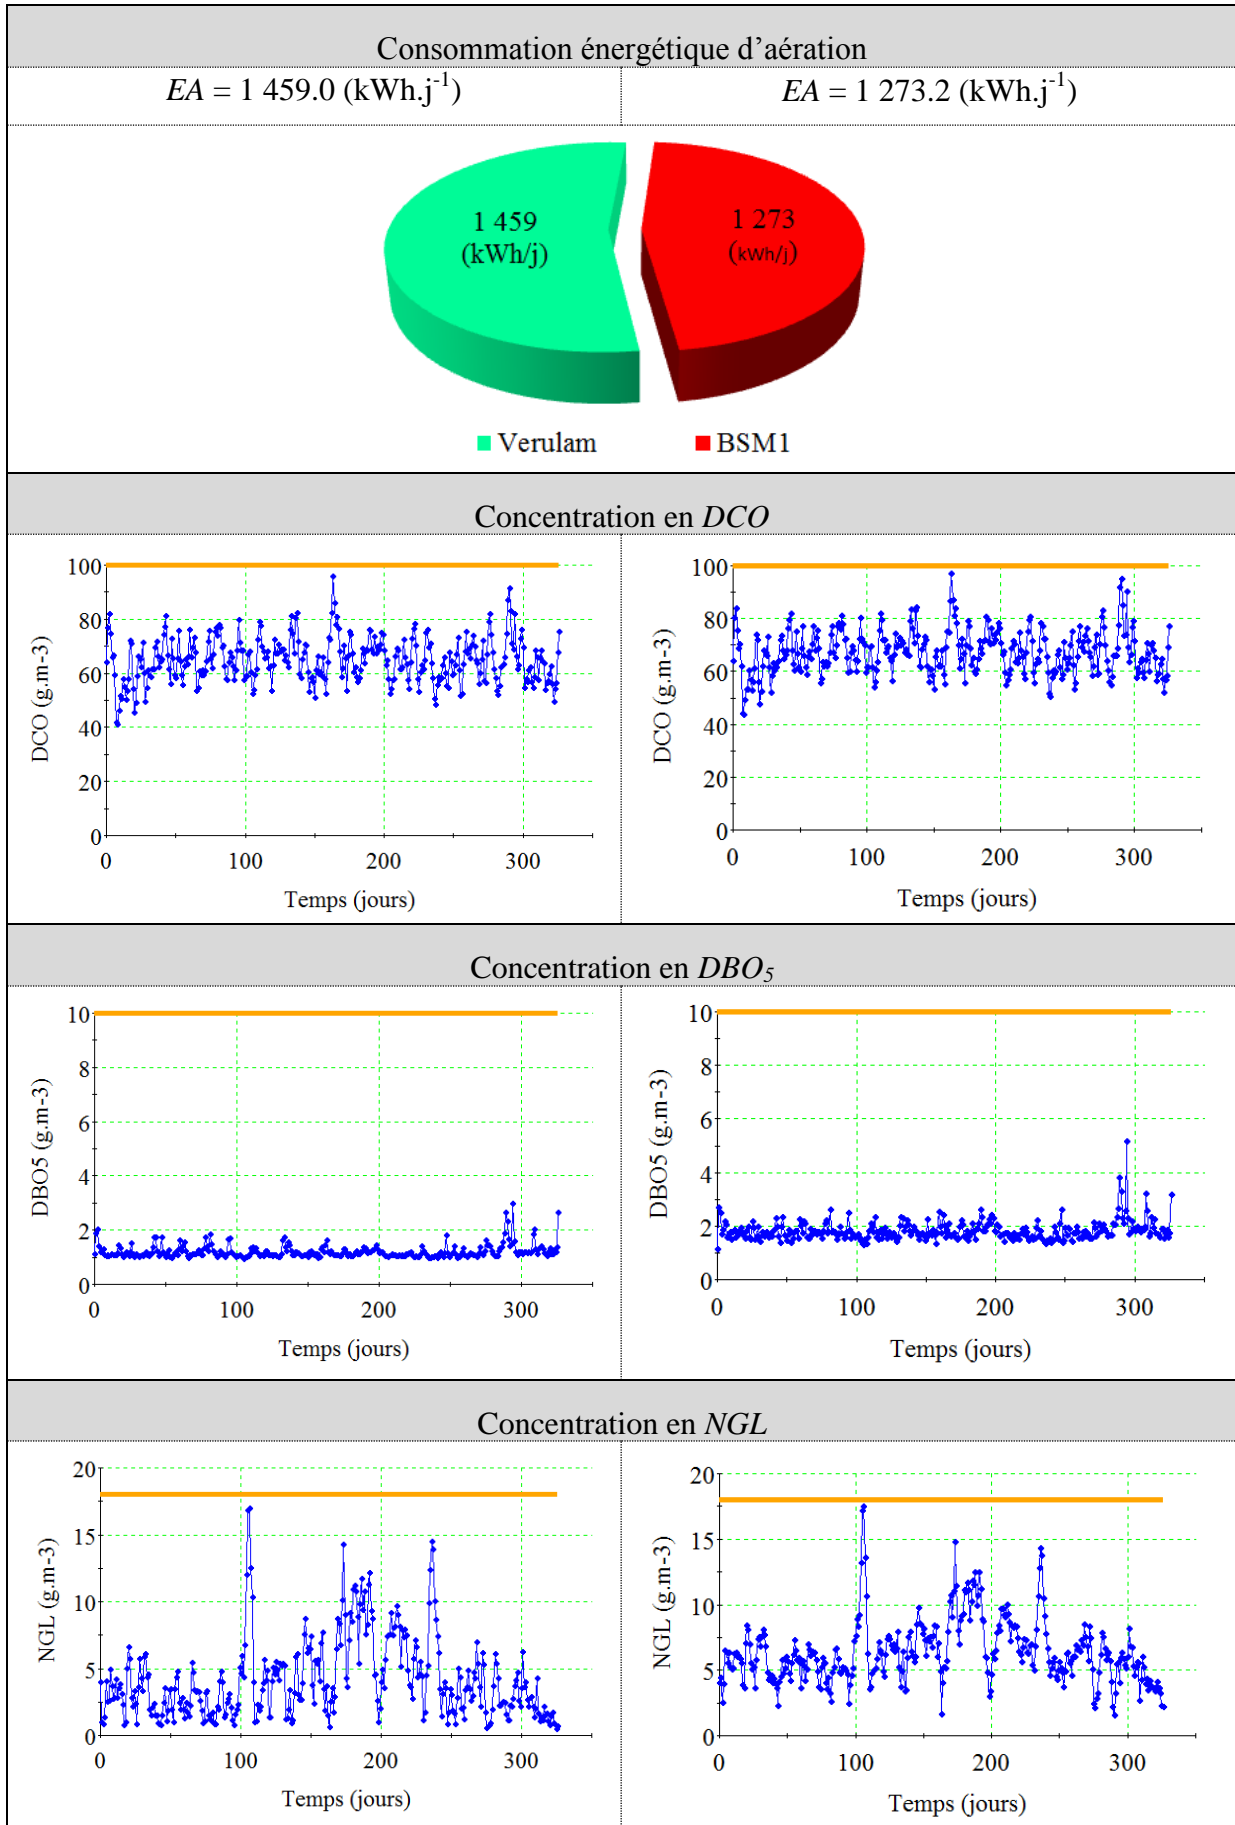 Consommation énergétique d'aération
EA = 1 459.0 (kWh.j-1)
EA = 1 273.2 (kWh.j-1)
1 459
(kWh/j)
1 273
(kWh/j)
Verulam
BSM1
Concentration en DCO
DCO (g.m-3)
100
80
60
40
20
0
0
100
200
300
Temps (jours)
DCO (g.m-3)
100
80
60
40
20
0
0
100
200
300
Temps (jours)
Concentration en DBO5
DBO5 (g.m-3)
10
8
6
4
2
0
0
100
200
300
Temps (jours)
DBO5 (g.m-3)
10
8
6
4
2
0
0
100
200
300
Temps (jours)
Concentration en NGL
NGL (g.m-3)
20
15
10
5
0
0
100
200
300
Temps (jours)
NGL (g.m-3)
20
15
10
5
0
0
100
200
300
Temps (jours)